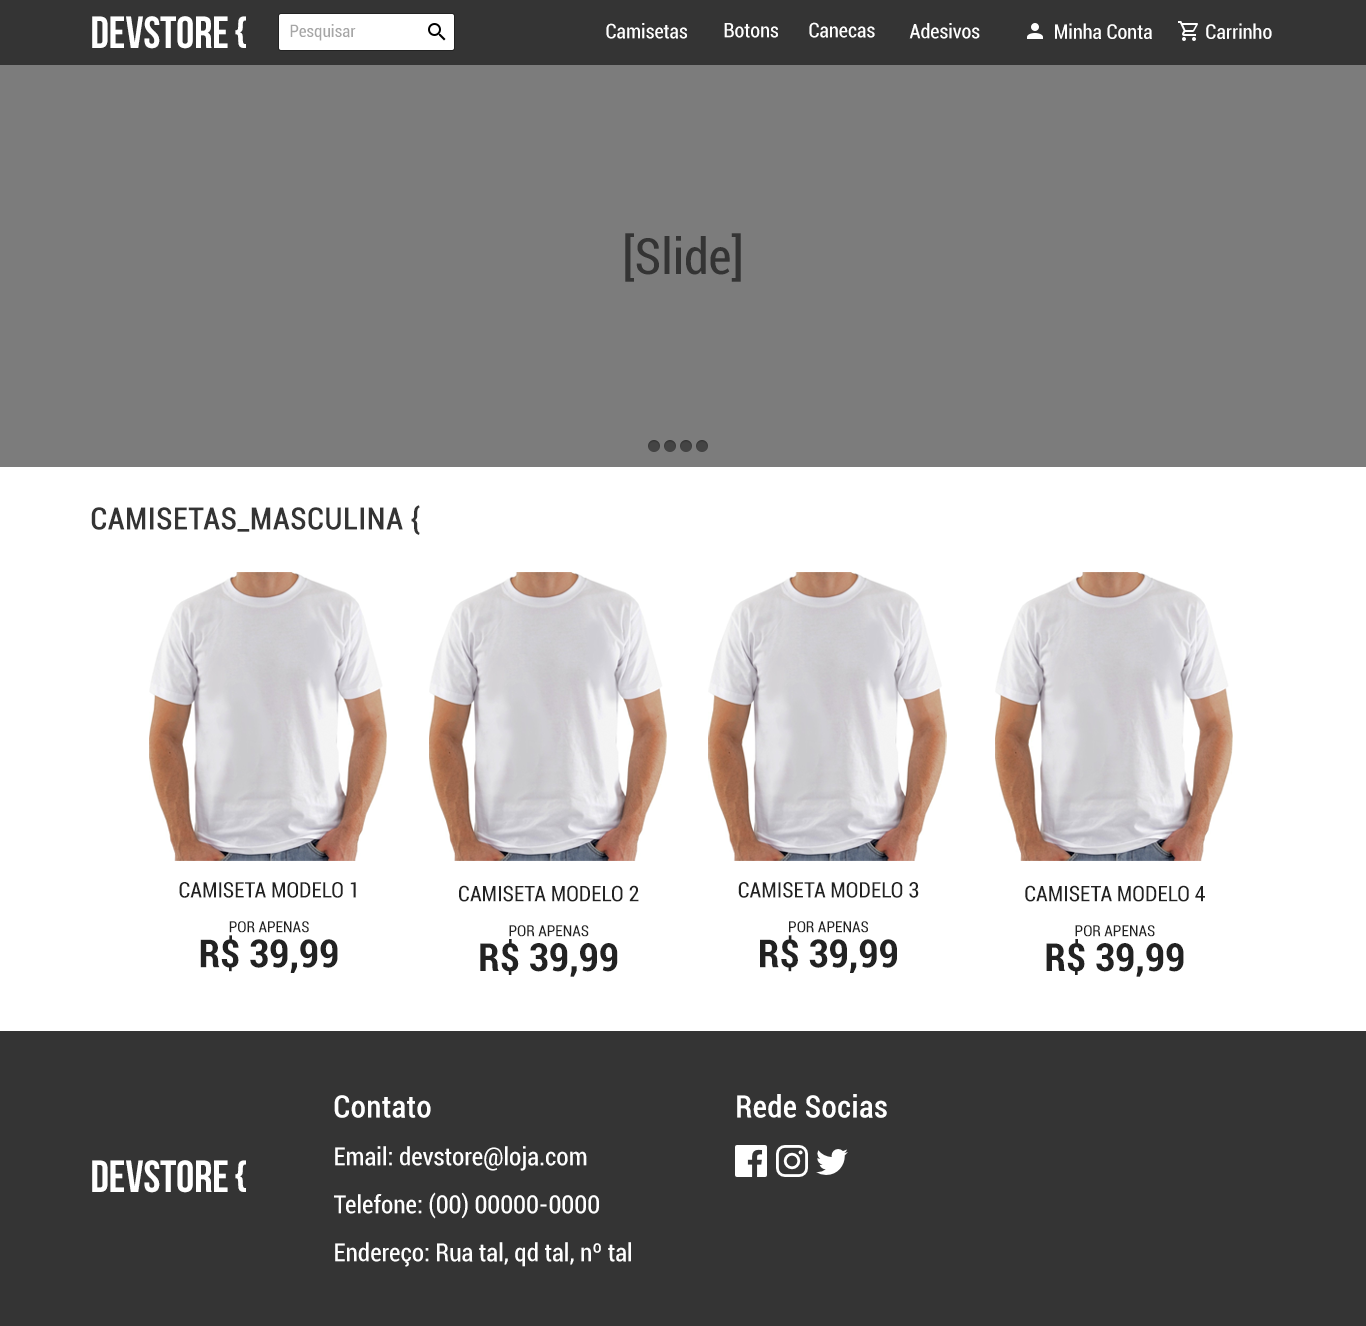 DEVSTORE {
Pesquisar
Camisetas
Botons
Canecas
Adesivos
Minha Conta
Carrinho
[Slide]
CAMISETAS_MASCULINA {
CAMISETA MODELO 1
POR APENAS
R$ 39,99
CAMISETA MODELO 2
POR APENAS
R$ 39,99
CAMISETA MODELO 3
POR APENAS
R$ 39,99
CAMISETA MODELO 4
POR APENAS
R$ 39,99
DEVSTORE {
Contato
Email: devstore@loja.com
Telefone: (00) 00000-0000
Endereço: Rua tal, qd tal, nº tal
Rede Socias